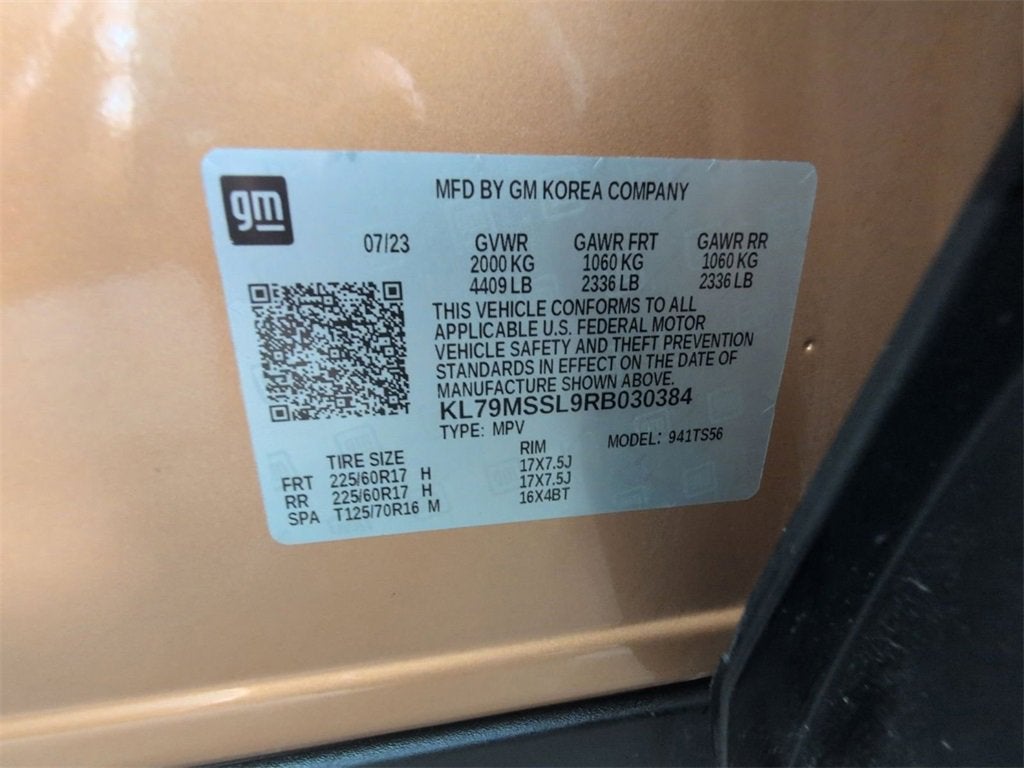 gm
MFD BY GM KOREA COMPANY
07/23 GVWR GAWR FRT GAWR RR
2000 KG 1060 KG 1060 KG
4409 LB 2336 LB 2336 LB
THIS VEHICLE CONFORMS TO ALL
APPLICABLE U.S. FEDERAL MOTOR
VEHICLE SAFETY AND THEFT PREVENTION
STANDARDS IN EFFECT ON THE DATE OF
MANUFACTURE SHOWN ABOVE.
KL79MSSL9RB030384
TYPE: MPV MODEL: 941TS56
TIRE SIZE RIM
FRT 225/60R17 H 17X7.5J
RR 225/60R17 H 17X7.5J
SPA T125/70R16 M 16X4BT